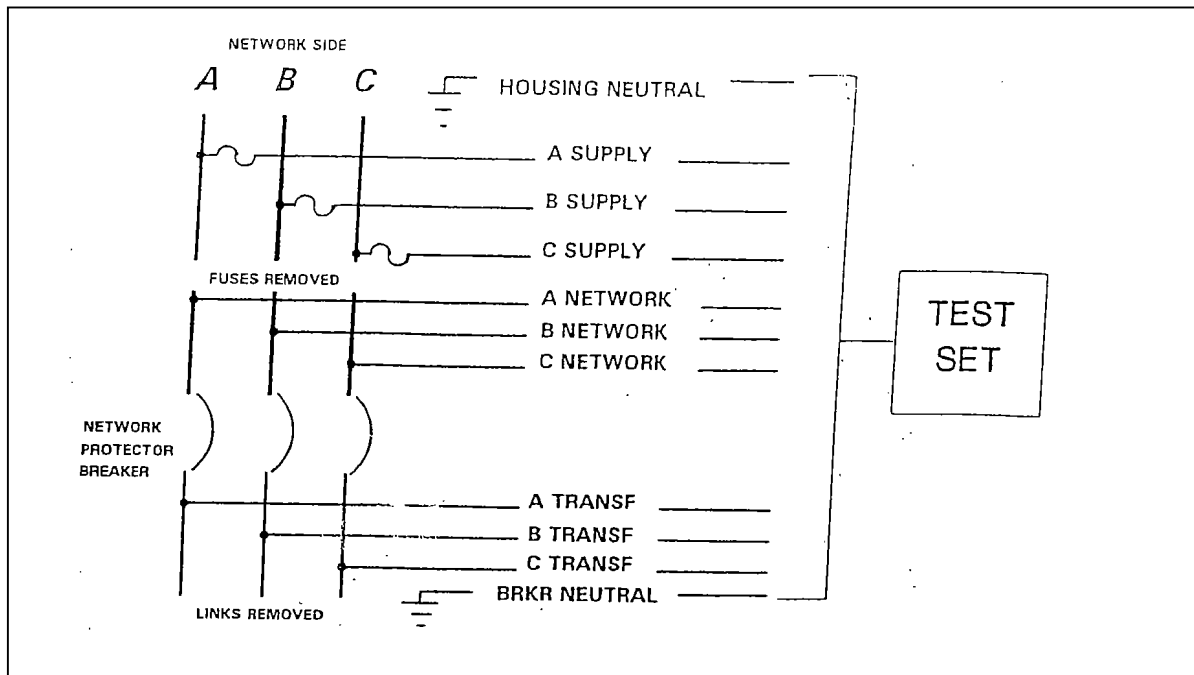 NETWORK SIDE
A B C
HOUSING NEUTRAL
A SUPPLY
B SUPPLY
C SUPPLY
FUSES REMOVED
A NETWORK
B NETWORK
C NETWORK
TEST
SET
NETWORK
PROTECTOR
BREAKER
A TRANSF
B TRANSF
C TRANSF
BRKR NEUTRAL
LINKS REMOVED